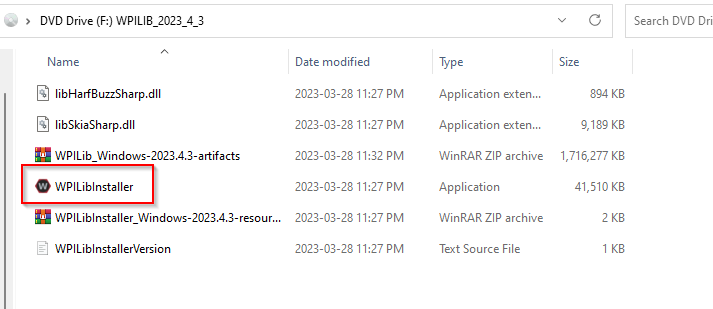 DVD Drive (F:) WPILIB_2023_4_3 Search DVD Dr
Name Date modified Type Size
libHarfBuzzSharp.dll 2023-03-28 11:27 PM Application exten... 894 KB
libSkiaSharp.dll 2023-03-28 11:27 PM Application exten... 9,189 KB
WPILib_Windows-2023.4.3-artifacts 2023-03-28 11:32 PM WinRAR ZIP archive 1,716,277 KB
W WPILibInstaller 2023-03-28 11:27 PM Application 41,510 KB
WPILibInstaller_Windows-2023.4.3-resour... 2023-03-28 11:27 PM WinRAR ZIP archive 2 KB
WPILibInstallerVersion 2023-03-28 11:27 PM Text Source File 1 KB